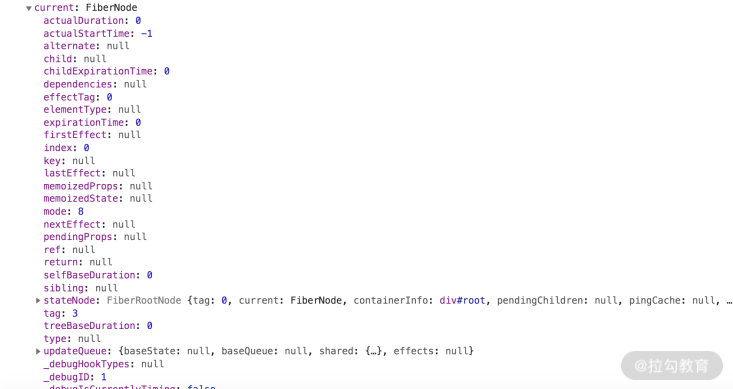 ▼current: FiberNode
actualDuration: 0
actualStartTime: -1
alternate: null
child: null
childExpirationTime: 0
dependencies: null
effectTag: 0
elementType: null
expirationTime: 0
firstEffect: null
index: 0
key: null
lastEffect: null
memoizedProps: null
memoizedState: null
mode: 8
nextEffect: null
pendingProps: null
ref: null
return: null
selfBaseDuration: 0
sibling: null
▶stateNode: FiberRootNode {tag: 0, current: FiberNode, containerInfo: div#root, pendingChildren: null, pingCache: null, …
tag: 3
treeBaseDuration: 0
type: null
▶updateQueue: {baseState: null, baseQueue: null, shared: {…}, effects: null}
_debugHookTypes: null
_debugID: 1
_debugIsCurrentlyTiming: false
@拉勾教育